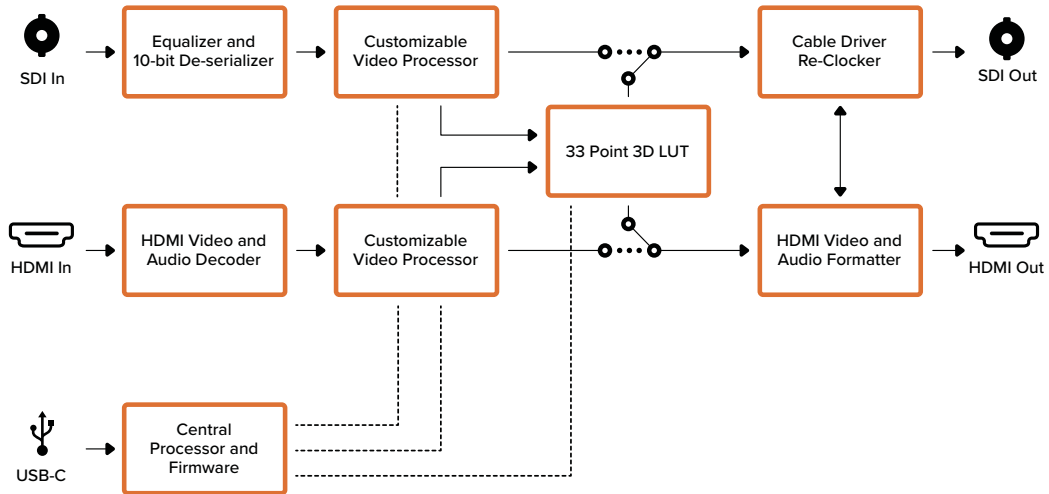 SDI In
Equalizer and
10-bit De-serializer
Customizable
Video Processor
Cable Driver
Re-Clocker
SDI Out
33 Point 3D LUT
HDMI In
HDMI Video and
Audio Decoder
Customizable
Video Processor
HDMI Video and
Audio Formatter
HDMI Out
USB-C
Central
Processor and
Firmware